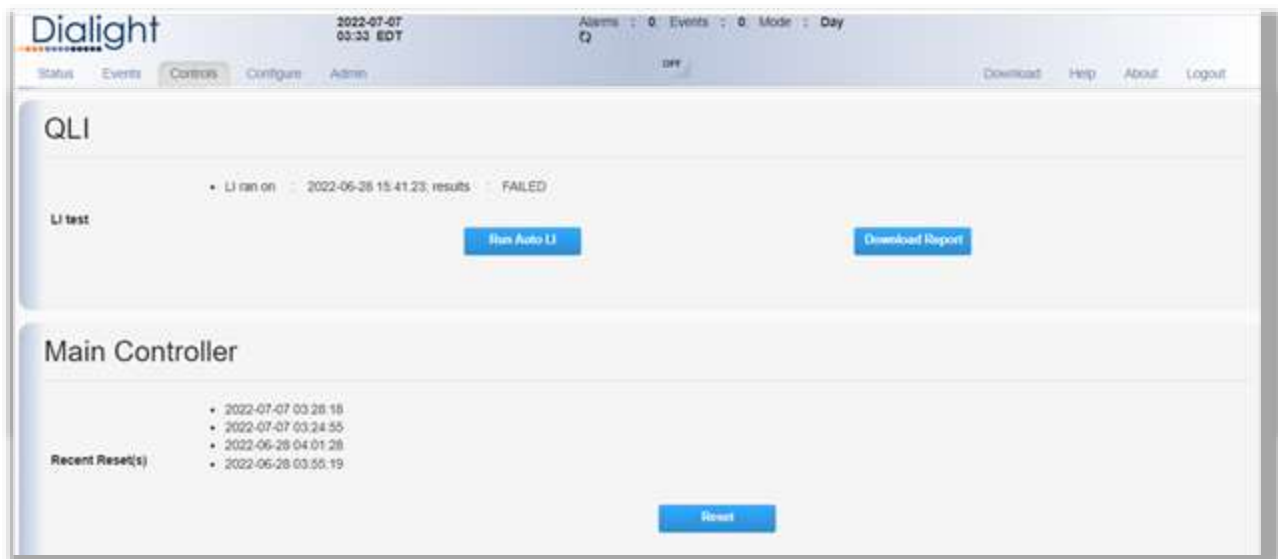 Dialight
2022-07-07
03:33 EDT
Alarms : 0 Events : 0 Mode : Day
OFF
Status Events Controls Configure Admin
Download Help About Logout
QLI
LI ran on : 2022-06-28 15:41:23; results : FAILED
LI test
Run Auto LI
Download Report
Main Controller
2022-07-07 03:28:18
2022-07-07 03:24:55
2022-06-28 04:01:28
2022-06-28 03:55:19
Recent Reset(s)
Reset